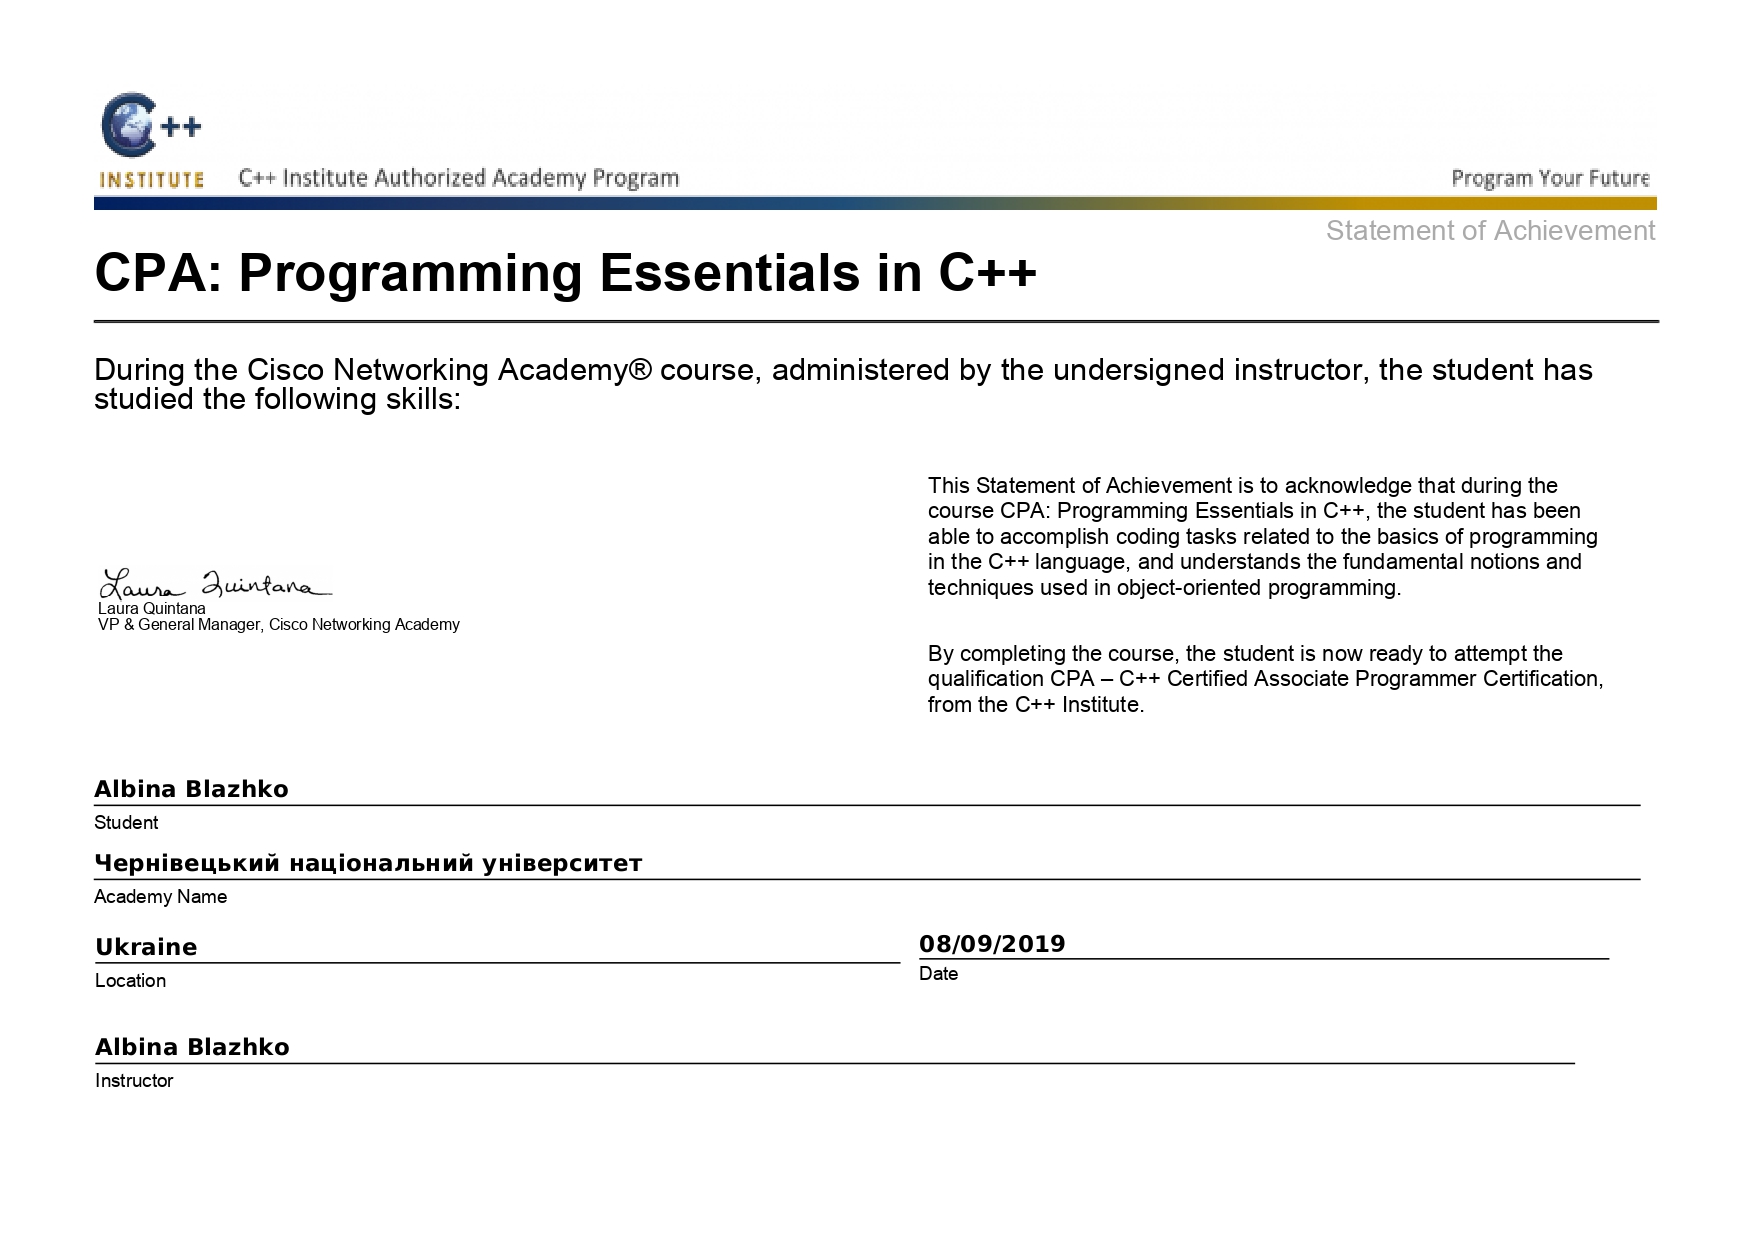 C++
INSTITUTE
C++ Institute Authorized Academy Program
Program Your Future
Statement of Achievement
CPA: Programming Essentials in C++
During the Cisco Networking Academy® course, administered by the undersigned instructor, the student has
studied the following skills:
Laura Quintana
Laura Quintana
VP & General Manager, Cisco Networking Academy
This Statement of Achievement is to acknowledge that during the
course CPA: Programming Essentials in C++, the student has been
able to accomplish coding tasks related to the basics of programming
in the C++ language, and understands the fundamental notions and
techniques used in object-oriented programming.
By completing the course, the student is now ready to attempt the
qualification CPA – C++ Certified Associate Programmer Certification,
from the C++ Institute.
Albina Blazhko
Student
Чернівецький національний університет
Academy Name
Ukraine
Location
08/09/2019
Date
Albina Blazhko
Instructor